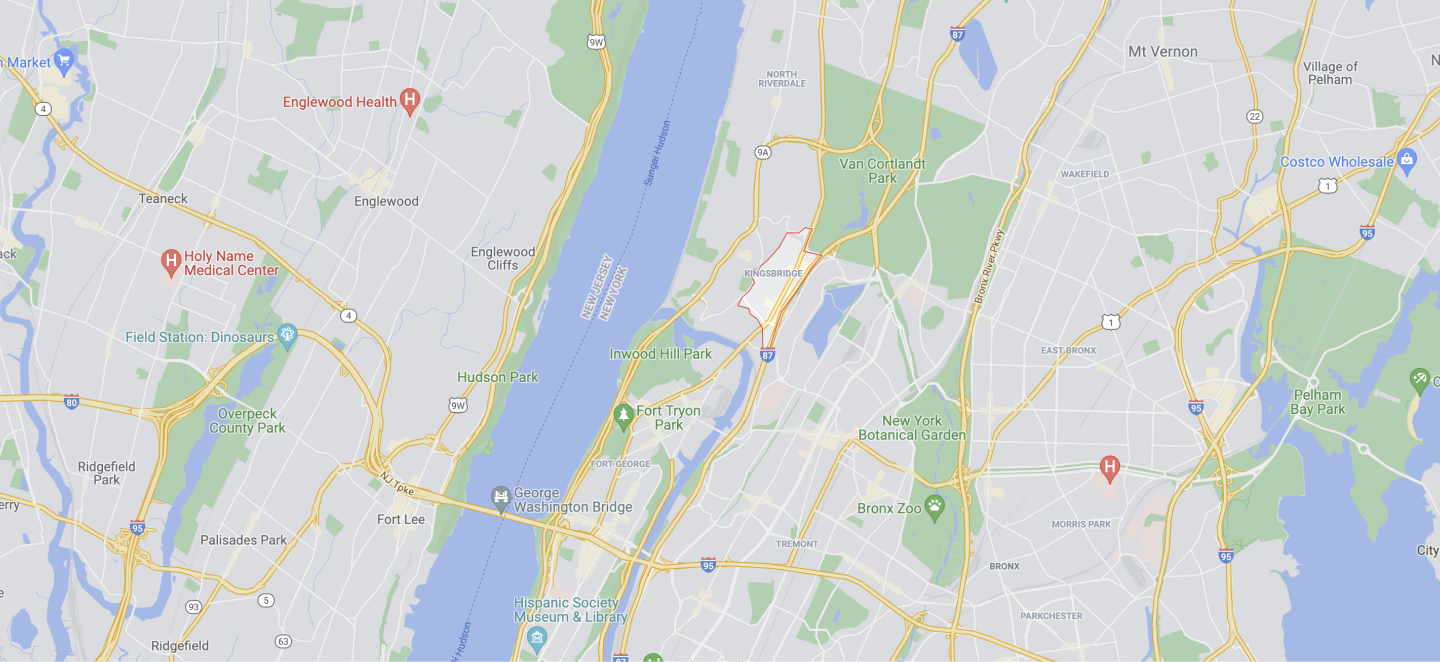 9W
87
Mt Vernon
Market
NORTH
RIVERDALE
Village of
Pelham
Englewood Health
H
4
22
9A
Sungai Hudson
Van Cortlandt
Park
Costco Wholesale
WAKEFIELD
1
Teaneck
Englewood
95
Englewood
Cliffs
Holy Name
Medical Center
H
NEW JERSEY
NEW YORK
KINGSBRIDGE
Bronx River Pkwy
4
1
Field Station: Dinosaurs
Inwood Hill Park
87
EAST BRONX
Hudson Park
80
9W
95
Overpeck
County Park
Fort Tryon
Park
New York
Botanical Garden
Pelham
Bay Park
Ridgefield
Park
FORT GEORGE
H
NJ Tpke
George
Washington Bridge
Bronx Zoo
Fort Lee
95
MORRIS PARK
Palisades Park
TREMONT
95
BRONX
95
City
93
5
Hispanic Society
Museum & Library
PARKCHESTER
63
Ridgefield
Hudson
87